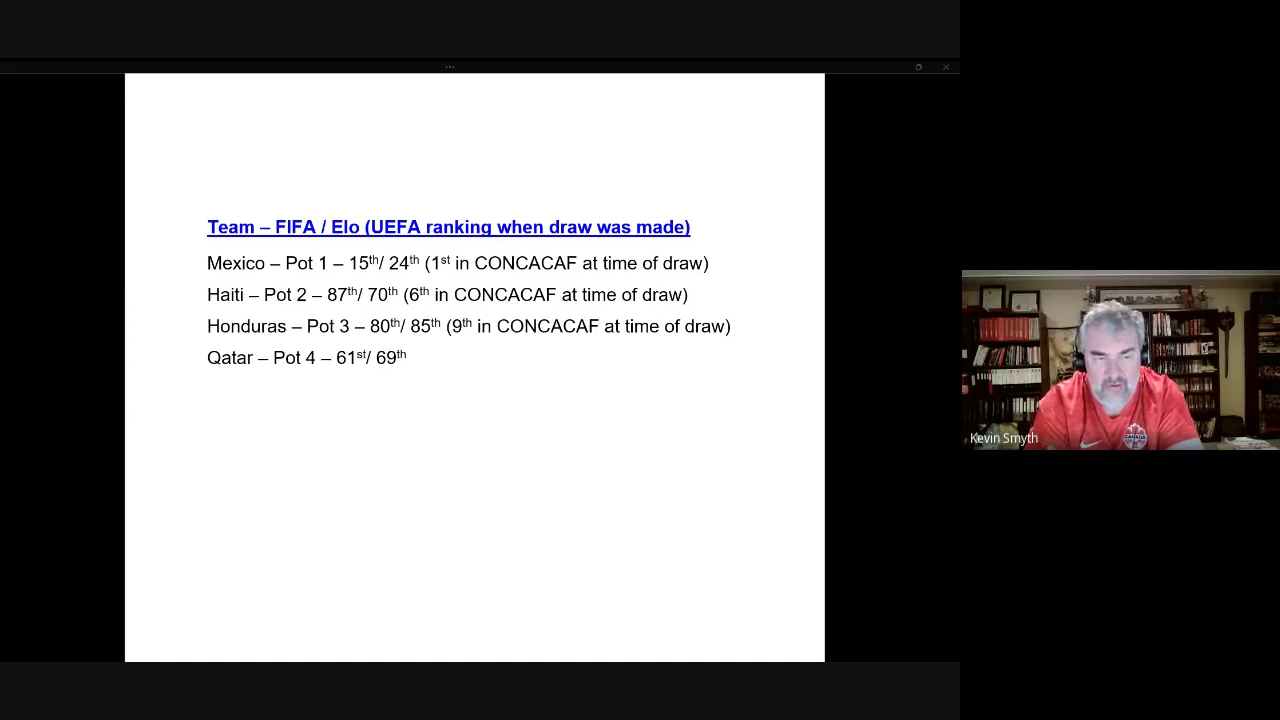 Team – FIFA / Elo (UEFA ranking when draw was made)
Mexico – Pot 1 – 15th/ 24th (1st in CONCACAF at time of draw)
Haiti – Pot 2 – 87th/ 70th (6th in CONCACAF at time of draw)
Honduras – Pot 3 – 80th/ 85th (9th in CONCACAF at time of draw)
Qatar – Pot 4 – 61st/ 69th
CANADA
Kevin Smyth